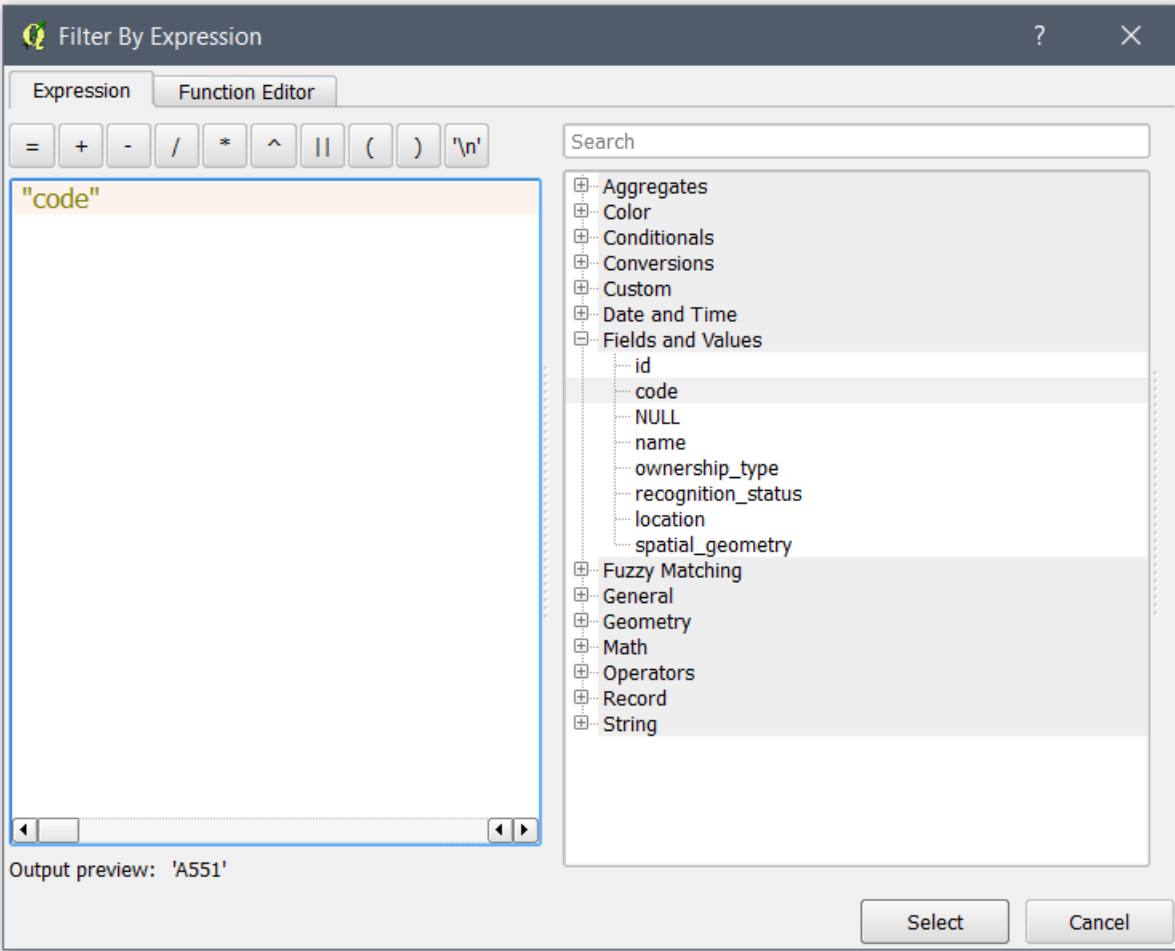 Filter By Expression ?
Expression Function Editor
= + - / * ^ || ( ) '\n'
"code"
Output preview: 'A551'
Search
Aggregates
Color
Conditionals
Conversions
Custom
Date and Time
Fields and Values
id
code
NULL
name
ownership_type
recognition_status
location
spatial_geometry
Fuzzy Matching
General
Geometry
Math
Operators
Record
String
Select Cancel